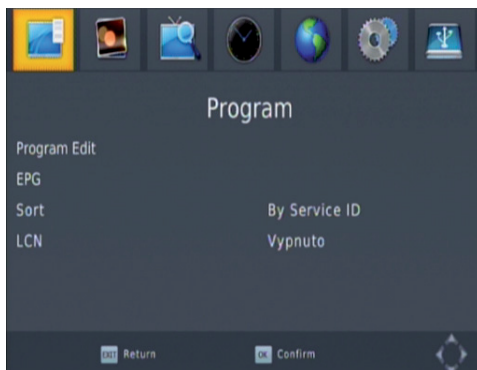 Program
Program Edit
EPG
Sort By Service ID
LCN Vypnuto
EXIT Return OK Confirm